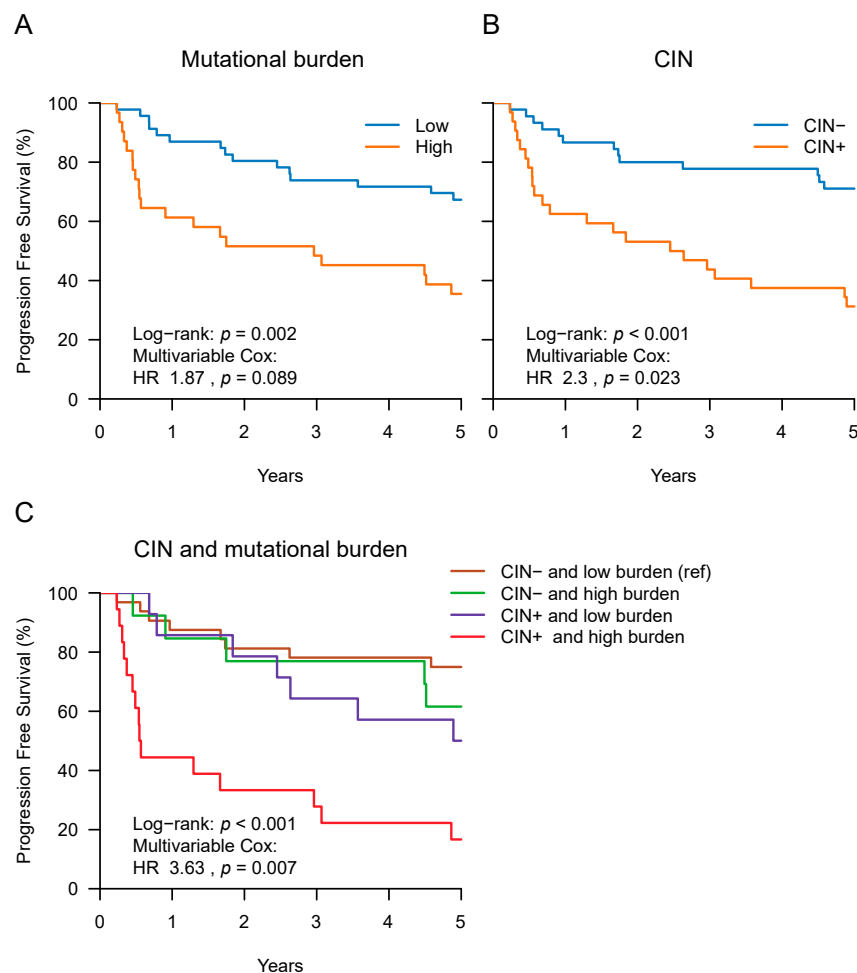 A
Mutational burden
Progression Free Survival (%)
100
80
60
40
20
0
Low
High
Log−rank: p = 0.002
Multivariable Cox:
HR 1.87 , p = 0.089
0 1 2 3 4 5
Years
B
CIN
100
80
60
40
20
0
CIN−
CIN+
Log−rank: p < 0.001
Multivariable Cox:
HR 2.3 , p = 0.023
0 1 2 3 4 5
Years
C
CIN and mutational burden
CIN− and low burden (ref)
CIN− and high burden
CIN+ and low burden
CIN+ and high burden
Progression Free Survival (%)
100
80
60
40
20
0
Log−rank: p < 0.001
Multivariable Cox:
HR 3.63 , p = 0.007
0 1 2 3 4 5
Years